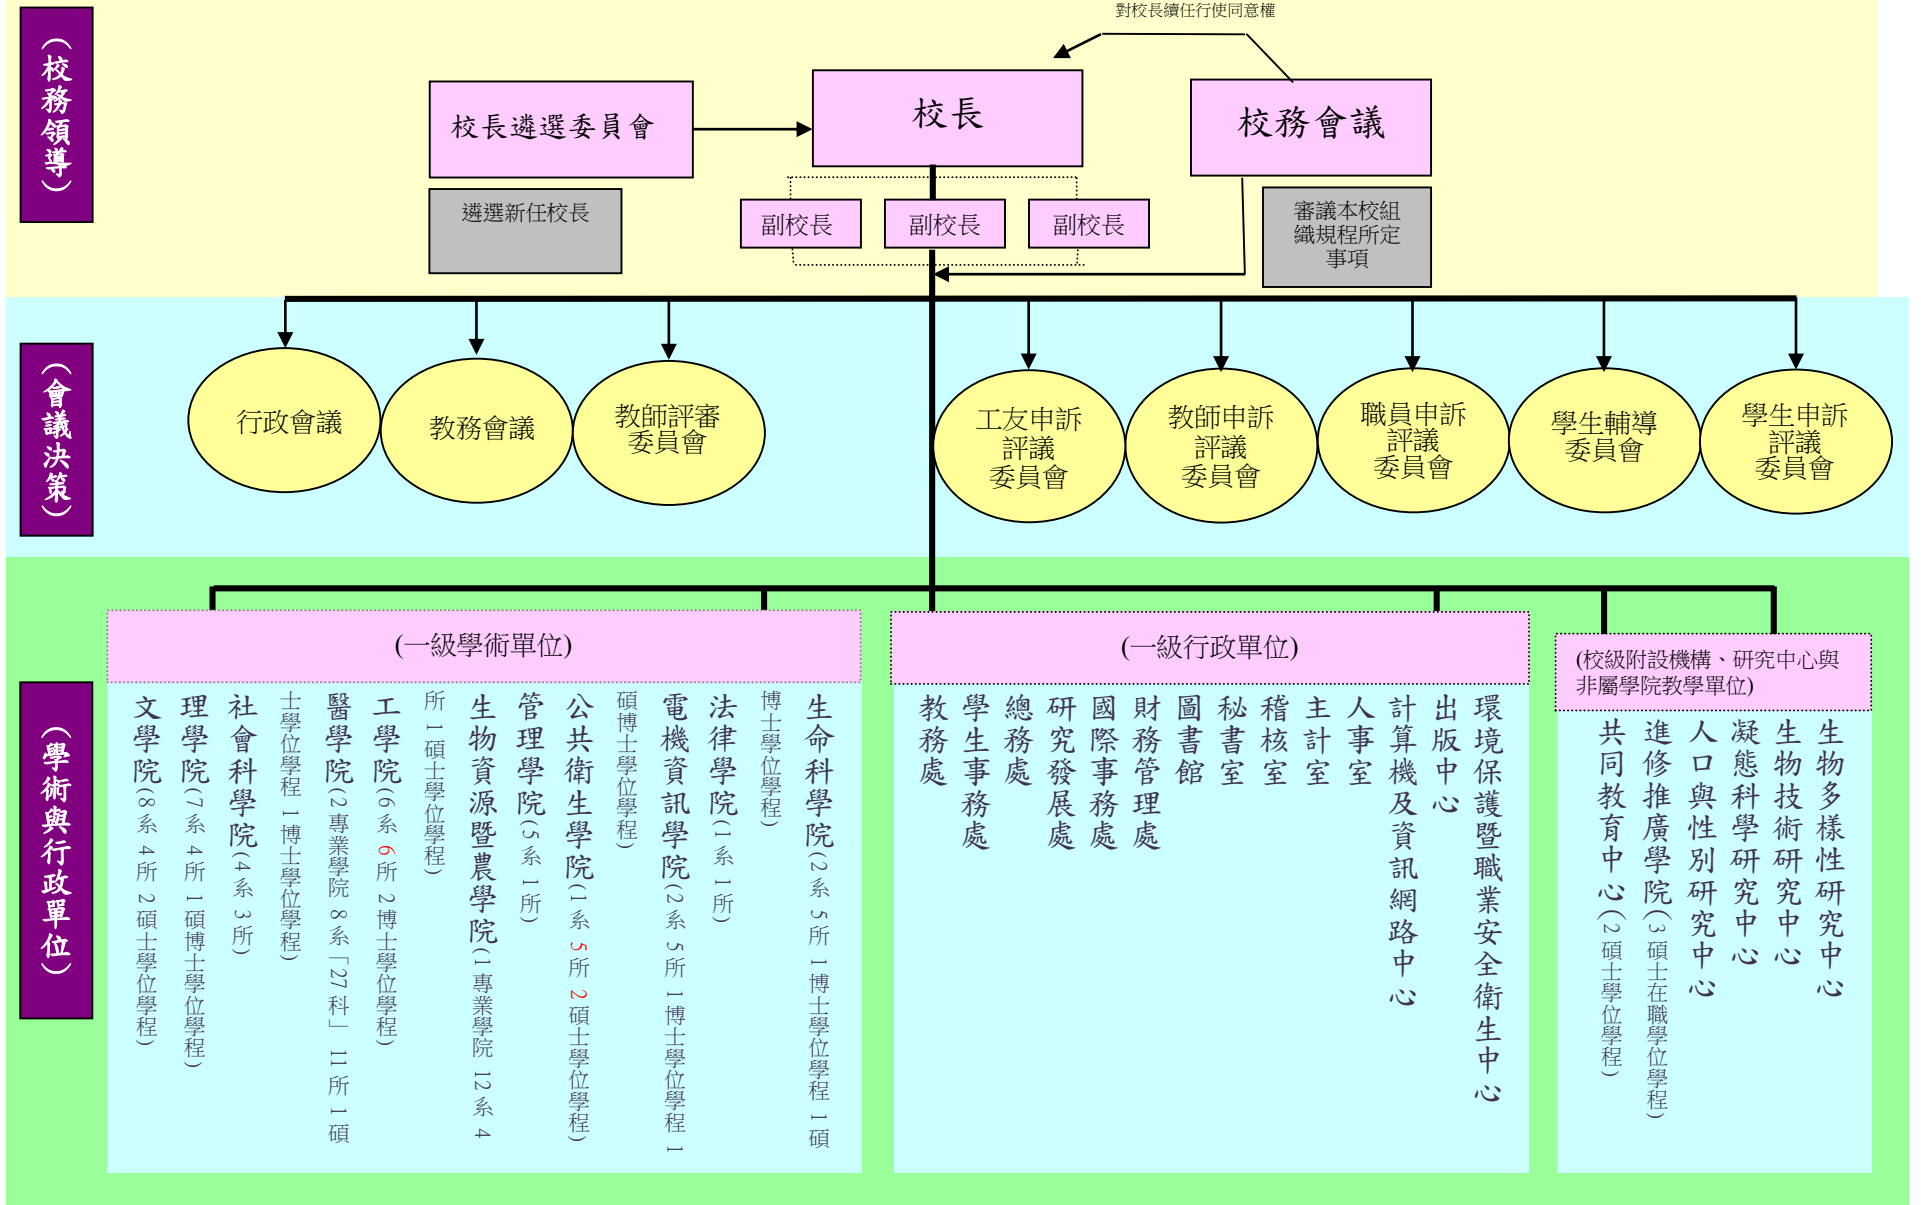 對校長續任行使同意權
(校務領導)
校長遴選委員會
校長
校務會議
遴選新任校長
副校長
副校長
副校長
審議本校組
織規程所定
事項
(會議決策)
行政會議
教務會議
教師評審
委員會
工友申訴
評議
委員會
教師申訴
評議
委員會
職員申訴
評議
委員會
學生輔導
委員會
學生申訴
評議
委員會
(學術與行政單位)
(一級學術單位)
文學院(8 系 4 所 2 碩士學位學程)
理學院(7 系 4 所 1 碩博士學位學程)
社會科學院(4 系 3 所)
醫學院(2 專業學院 8 系「27 科」 11 所 1 碩
士學位學程 1 博士學位學程)
工學院(6 系 6 所 2 博士學位學程)
生物資源暨農學院(1 專業學院 12 系 4
所 1 碩士學位學程)
管理學院(5 系 1 所)
公共衛生學院(1 系 5 所 2 碩士學位學程)
電機資訊學院(2 系 5 所 1 博士學位學程 1
碩博士學位學程)
法律學院(1 系 1 所)
生命科學院(2 系 5 所 1 博士學位學程 1 碩
博士學位學程)
(一級行政單位)
教務處
學生事務處
總務處
研究發展處
國際事務處
財務管理處
圖書館
秘書室
稽核室
主計室
人事室
計算機及資訊網路中心
出版中心
環境保護暨職業安全衛生中心
(校級附設機構、研究中心與
非屬學院教學單位)
共同教育中心(2 碩士學位學程)
進修推廣學院(3 碩士在職學位學程)
人口與性別研究中心
凝態科學研究中心
生物技術研究中心
生物多樣性研究中心